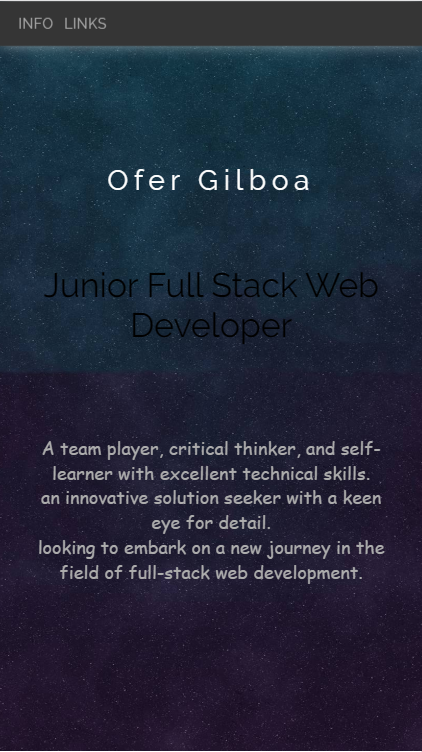 INFO LINKS
Ofer Gilboa
Junior Full Stack Web
Developer
A team player, critical thinker, and self-
learner with excellent technical skills.
an innovative solution seeker with a keen
eye for detail.
looking to embark on a new journey in the
field of full-stack web development.